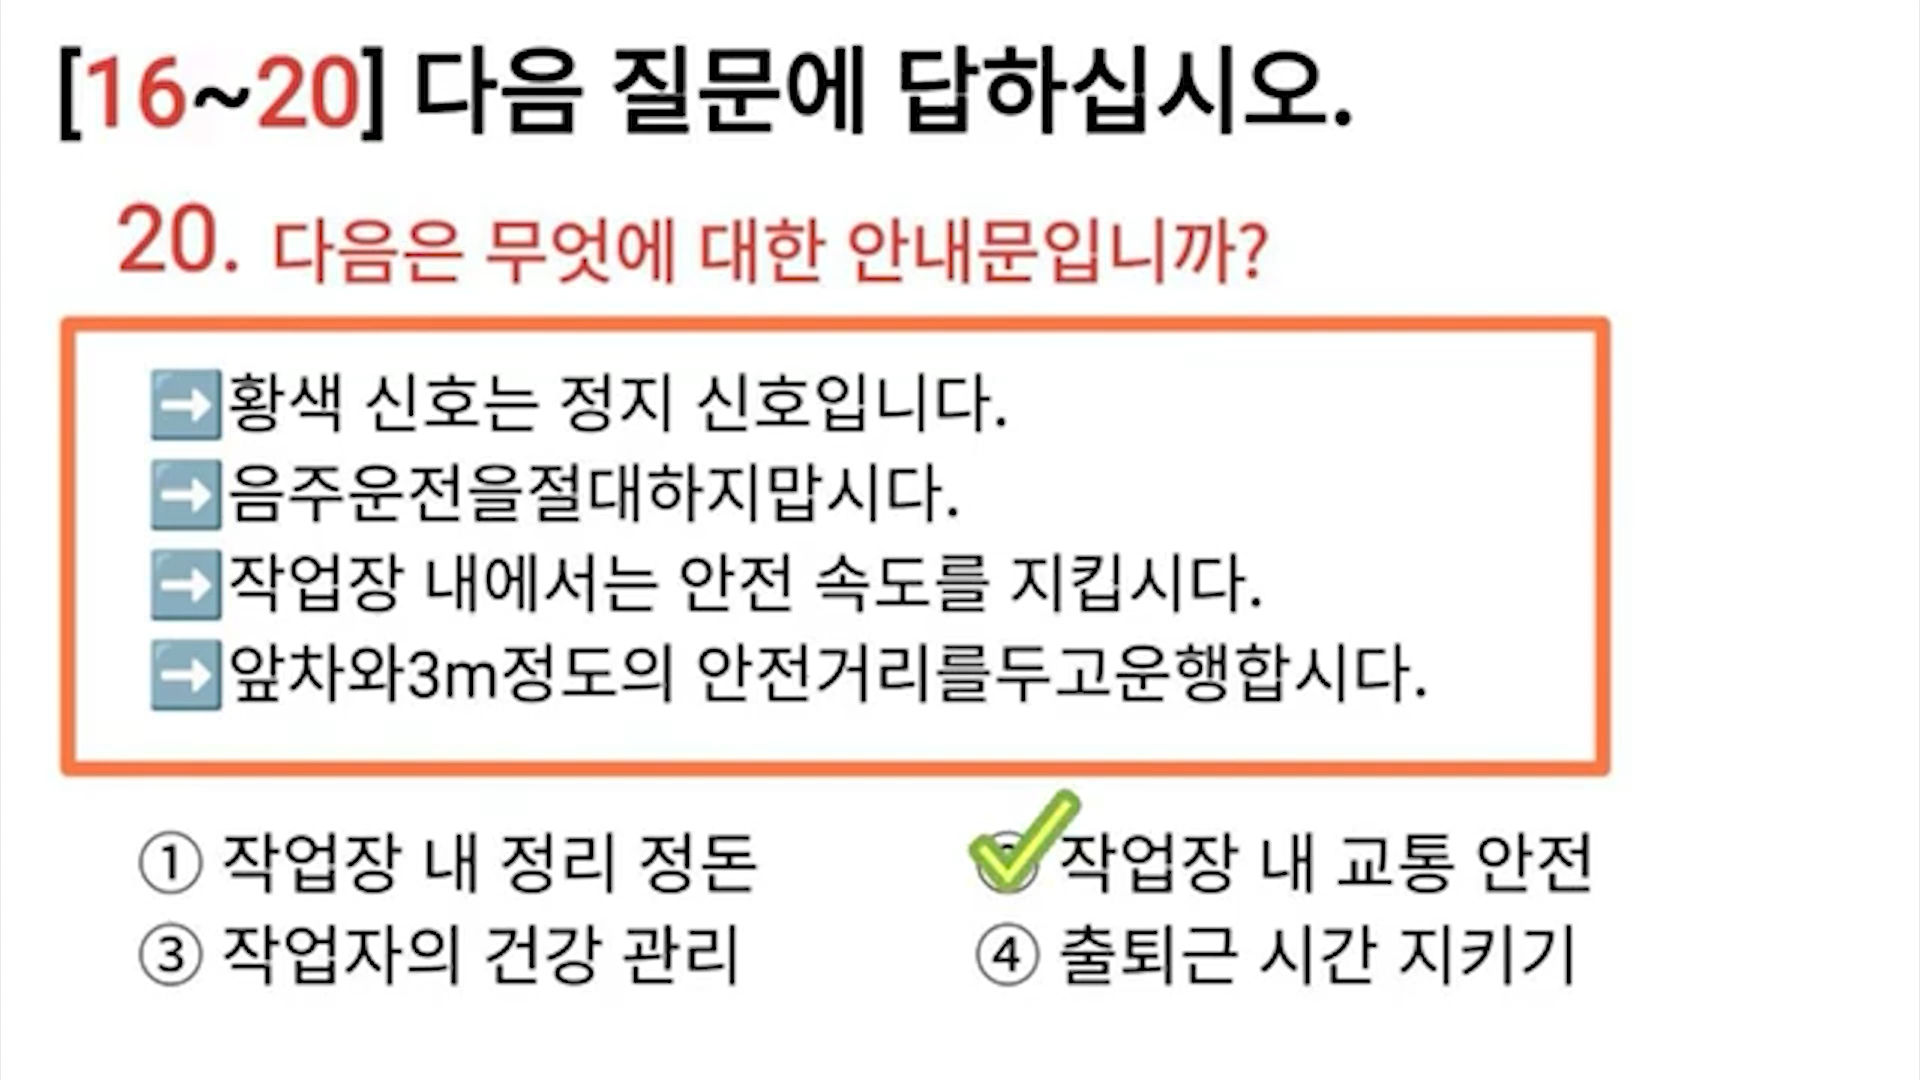 [16~20] 다음 질문에 답하십시오.
20. 다음은 무엇에 대한 안내문입니까?
➡황색 신호는 정지 신호입니다.
➡음주운전을절대하지맙시다.
➡작업장 내에서는 안전 속도를 지킵시다.
➡앞차와3m정도의 안전거리를두고운행합시다.
① 작업장 내 정리 정돈
작업장 내 교통 안전
③ 작업자의 건강 관리
④ 출퇴근 시간 지키기